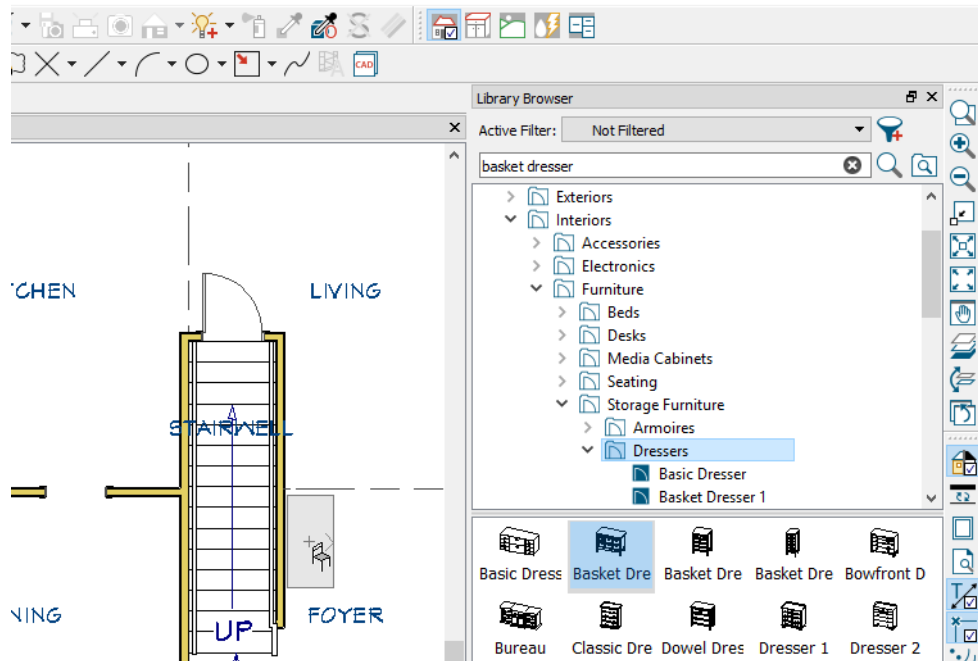 CAD
Library Browser
Active Filter: Not Filtered
basket dresser
Exteriors
Interiors
Accessories
Electronics
Furniture
Beds
Desks
Media Cabinets
Seating
Storage Furniture
Armoires
Dressers
Basic Dresser
Basket Dresser 1
Basic Dress Basket Dre Basket Dre Basket Dre Bowfront D
Bureau Classic Dre Dowel Dres Dresser 1 Dresser 2
CHEN LIVING
STAIRWELL
NING FOYER
UP